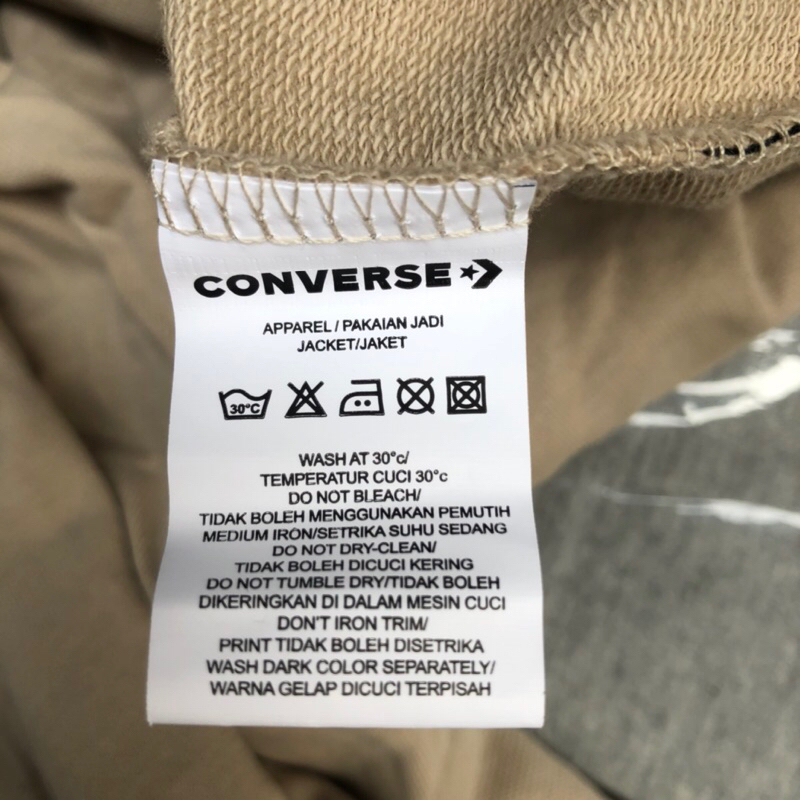 CONVERSE
APPAREL / PAKAIAN JADI
JACKET/JAKET
30°C
WASH AT 30°c/
TEMPERATUR CUCI 30°c
DO NOT BLEACH/
TIDAK BOLEH MENGGUNAKAN PEMUTIH
MEDIUM IRON/SETRIKA SUHU SEDANG
DO NOT DRY-CLEAN/
TIDAK BOLEH DICUCI KERING
DO NOT TUMBLE DRY/TIDAK BOLEH
DIKERINGKAN DI DALAM MESIN CUCI
DON'T IRON TRIM/
PRINT TIDAK BOLEH DISETRIKA
WASH DARK COLOR SEPARATELY/
WARNA GELAP DICUCI TERPISAH